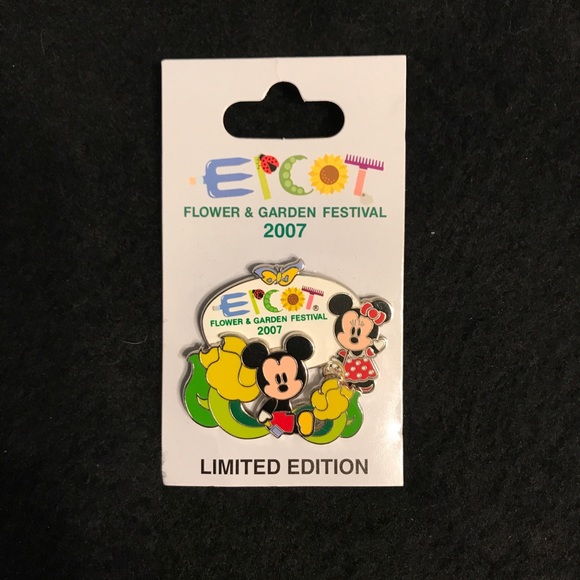 EPCOT
FLOWER & GARDEN FESTIVAL
2007
EPCOT®
FLOWER & GARDEN FESTIVAL
2007
LIMITED EDITION